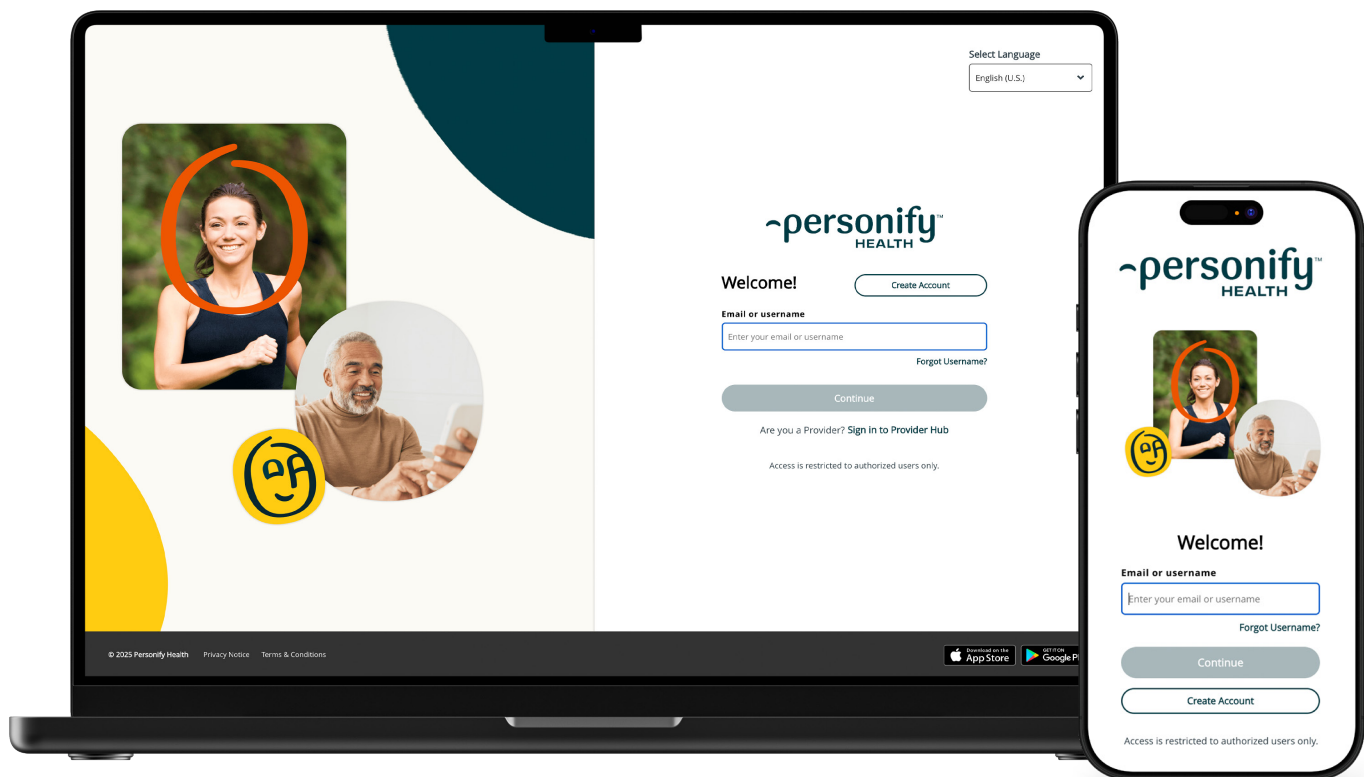 Select Language
English (U.S.)
~personify™
HEALTH
Welcome!
Create Account
Email or username
Enter your email or username
Forgot Username?
Continue
Are you a Provider? Sign in to Provider Hub
Access is restricted to authorized users only.
© 2025 Personify Health Privacy Notice Terms & Conditions
Download on the
App Store
GET IT ON
Google Pl
~personify™
HEALTH
Welcome!
Email or username
Enter your email or username
Forgot Username?
Continue
Create Account
Access is restricted to authorized users only.